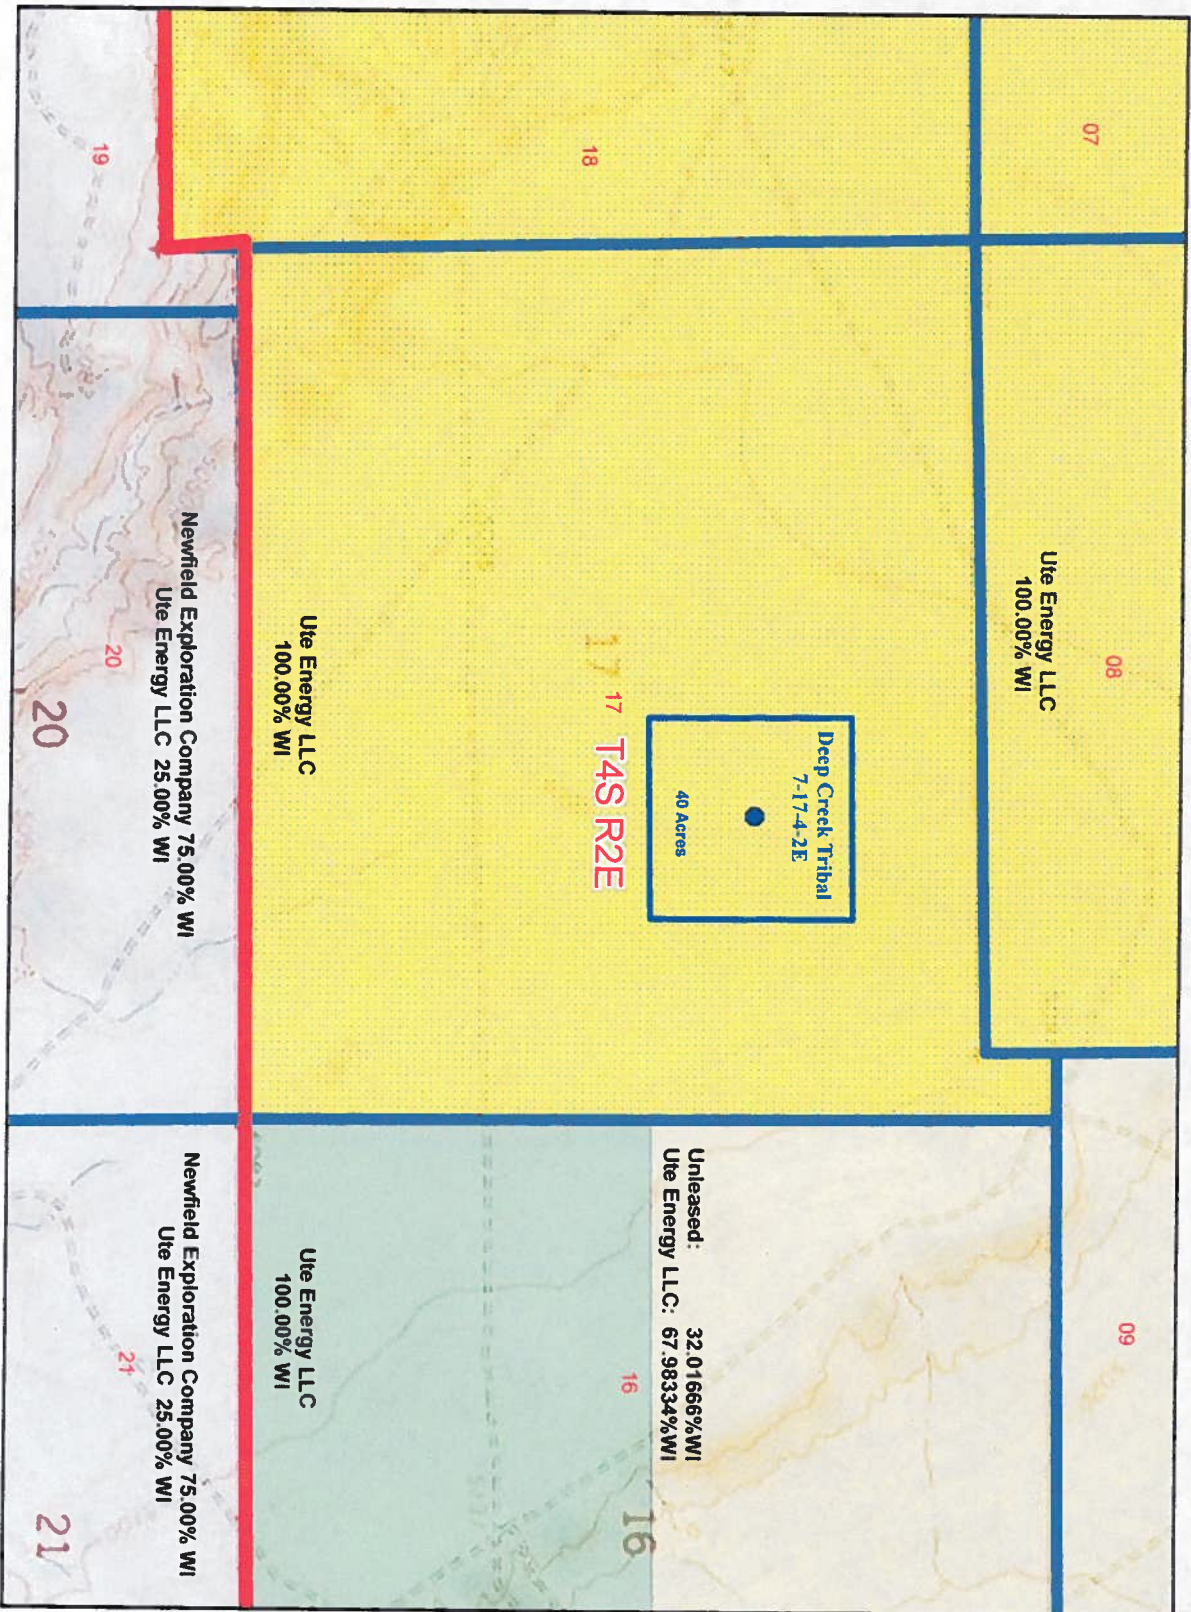 07
08
09
Ute Energy LLC
100.00% WI
18
17
17
T4S R2E
Deep Creek Tribal
7-17-4-2E
40 Acres
Unleased: 32.01666%WI
Ute Energy LLC: 67.98334%WI
16
16
Ute Energy LLC
100.00% WI
Ute Energy LLC
100.00% WI
19
Newfield Exploration Company 75.00% WI
Ute Energy LLC 25.00% WI
20
20
Newfield Exploration Company 75.00% WI
Ute Energy LLC 25.00% WI
21
21